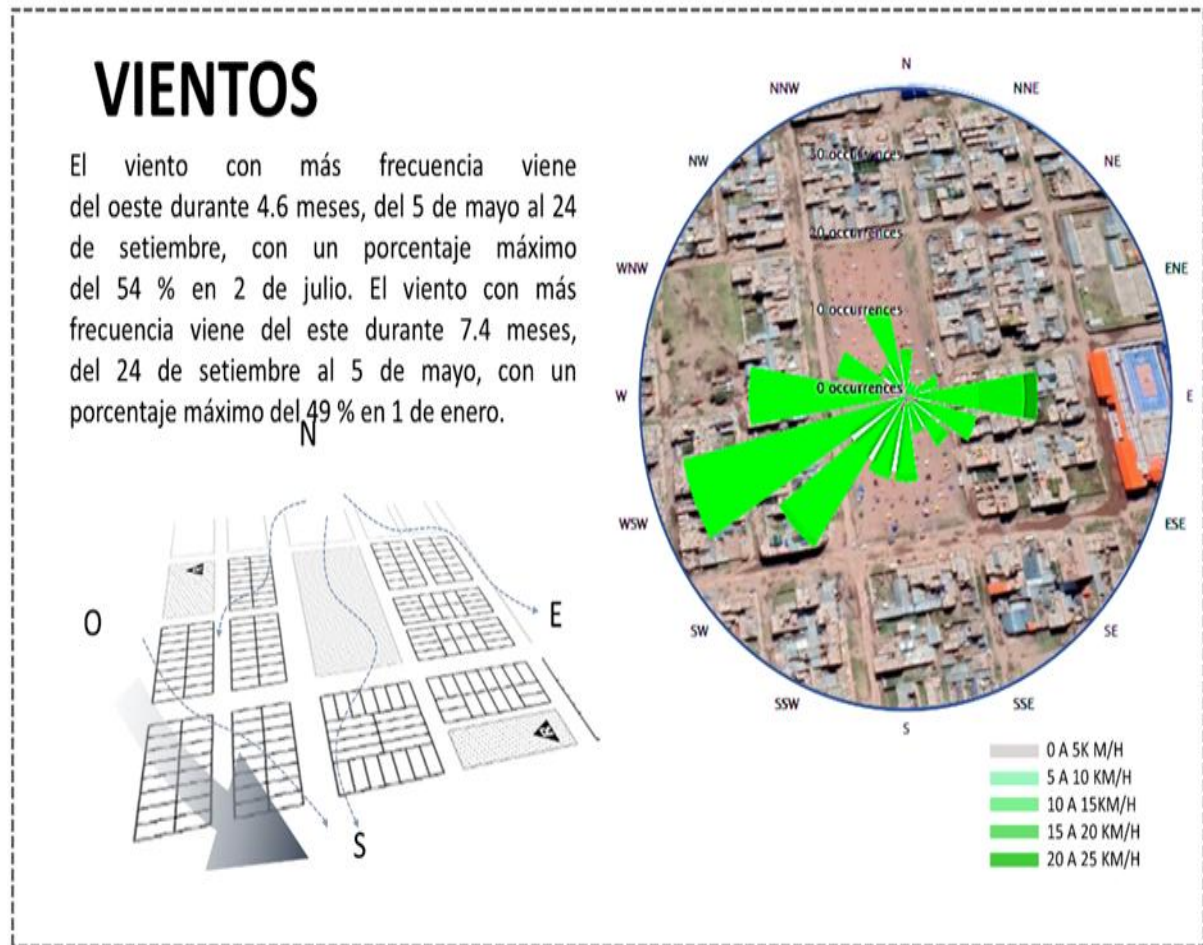 VIENTOS
El viento con más frecuencia viene
del oeste durante 4.6 meses, del 5 de mayo al 24
de setiembre, con un porcentaje máximo
del 54 % en 2 de julio. El viento con más
frecuencia viene del este durante 7.4 meses,
del 24 de setiembre al 5 de mayo, con un
porcentaje máximo del 49 % en 1 de enero.
N
O
E
S
R
N
NNW
NNE
NW
NE
30 occurrences
20 occurrences
WNW
ENE
10 occurrences
0 occurrences
W
E
WSW
ESE
SW
SE
SSW
SSE
S
0 A 5K M/H
5 A 10 KM/H
10 A 15KM/H
15 A 20 KM/H
20 A 25 KM/H